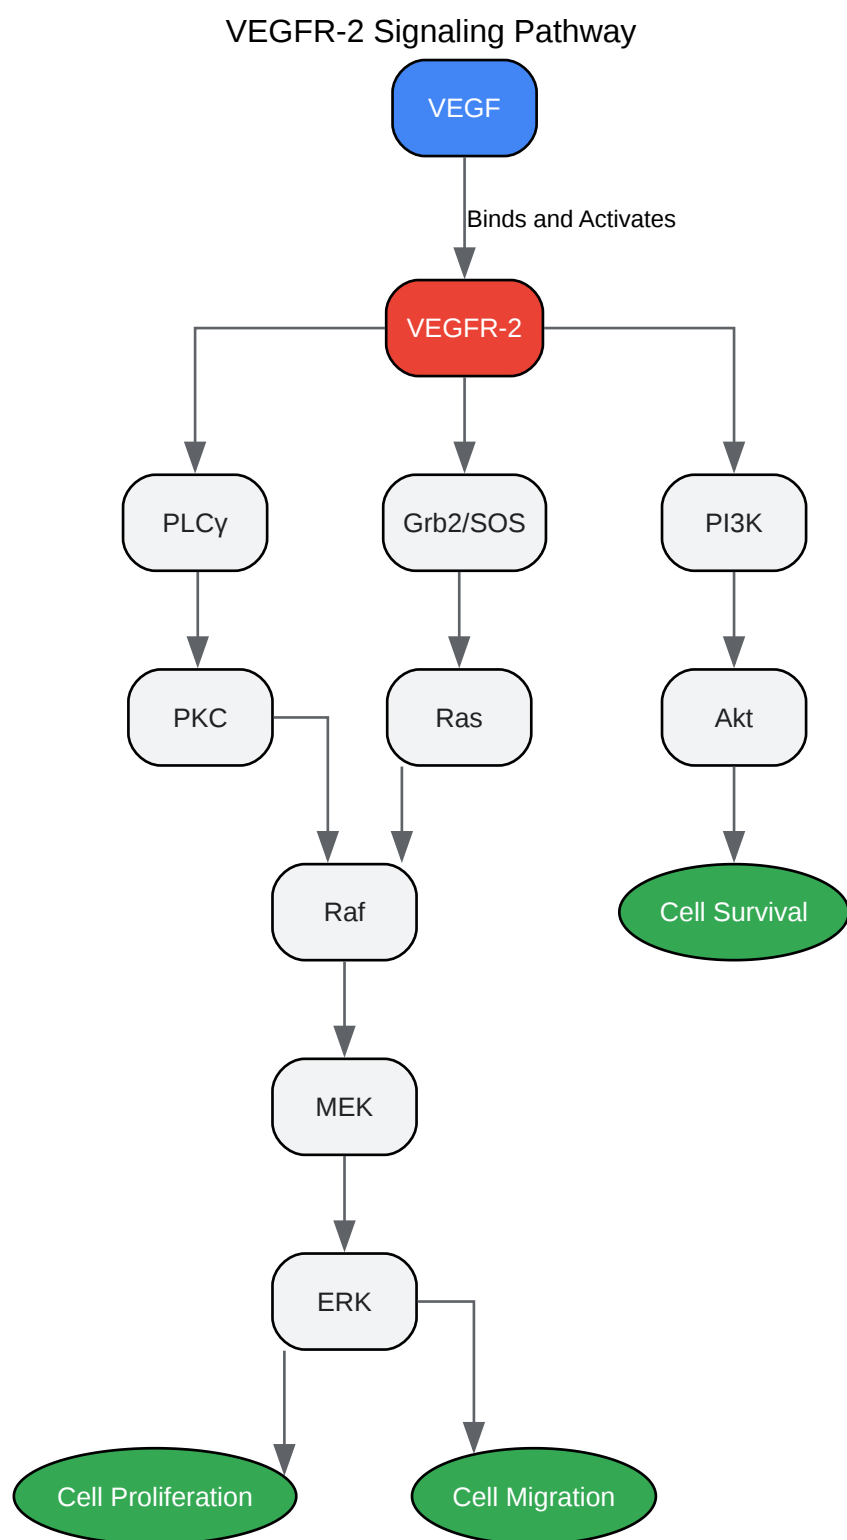 VEGFR-2 Signaling Pathway
VEGF
Binds and Activates
VEGFR-2
PLCγ
Grb2/SOS
PI3K
PKC
Ras
Akt
Raf
Cell Survival
MEK
ERK
Cell Proliferation
Cell Migration